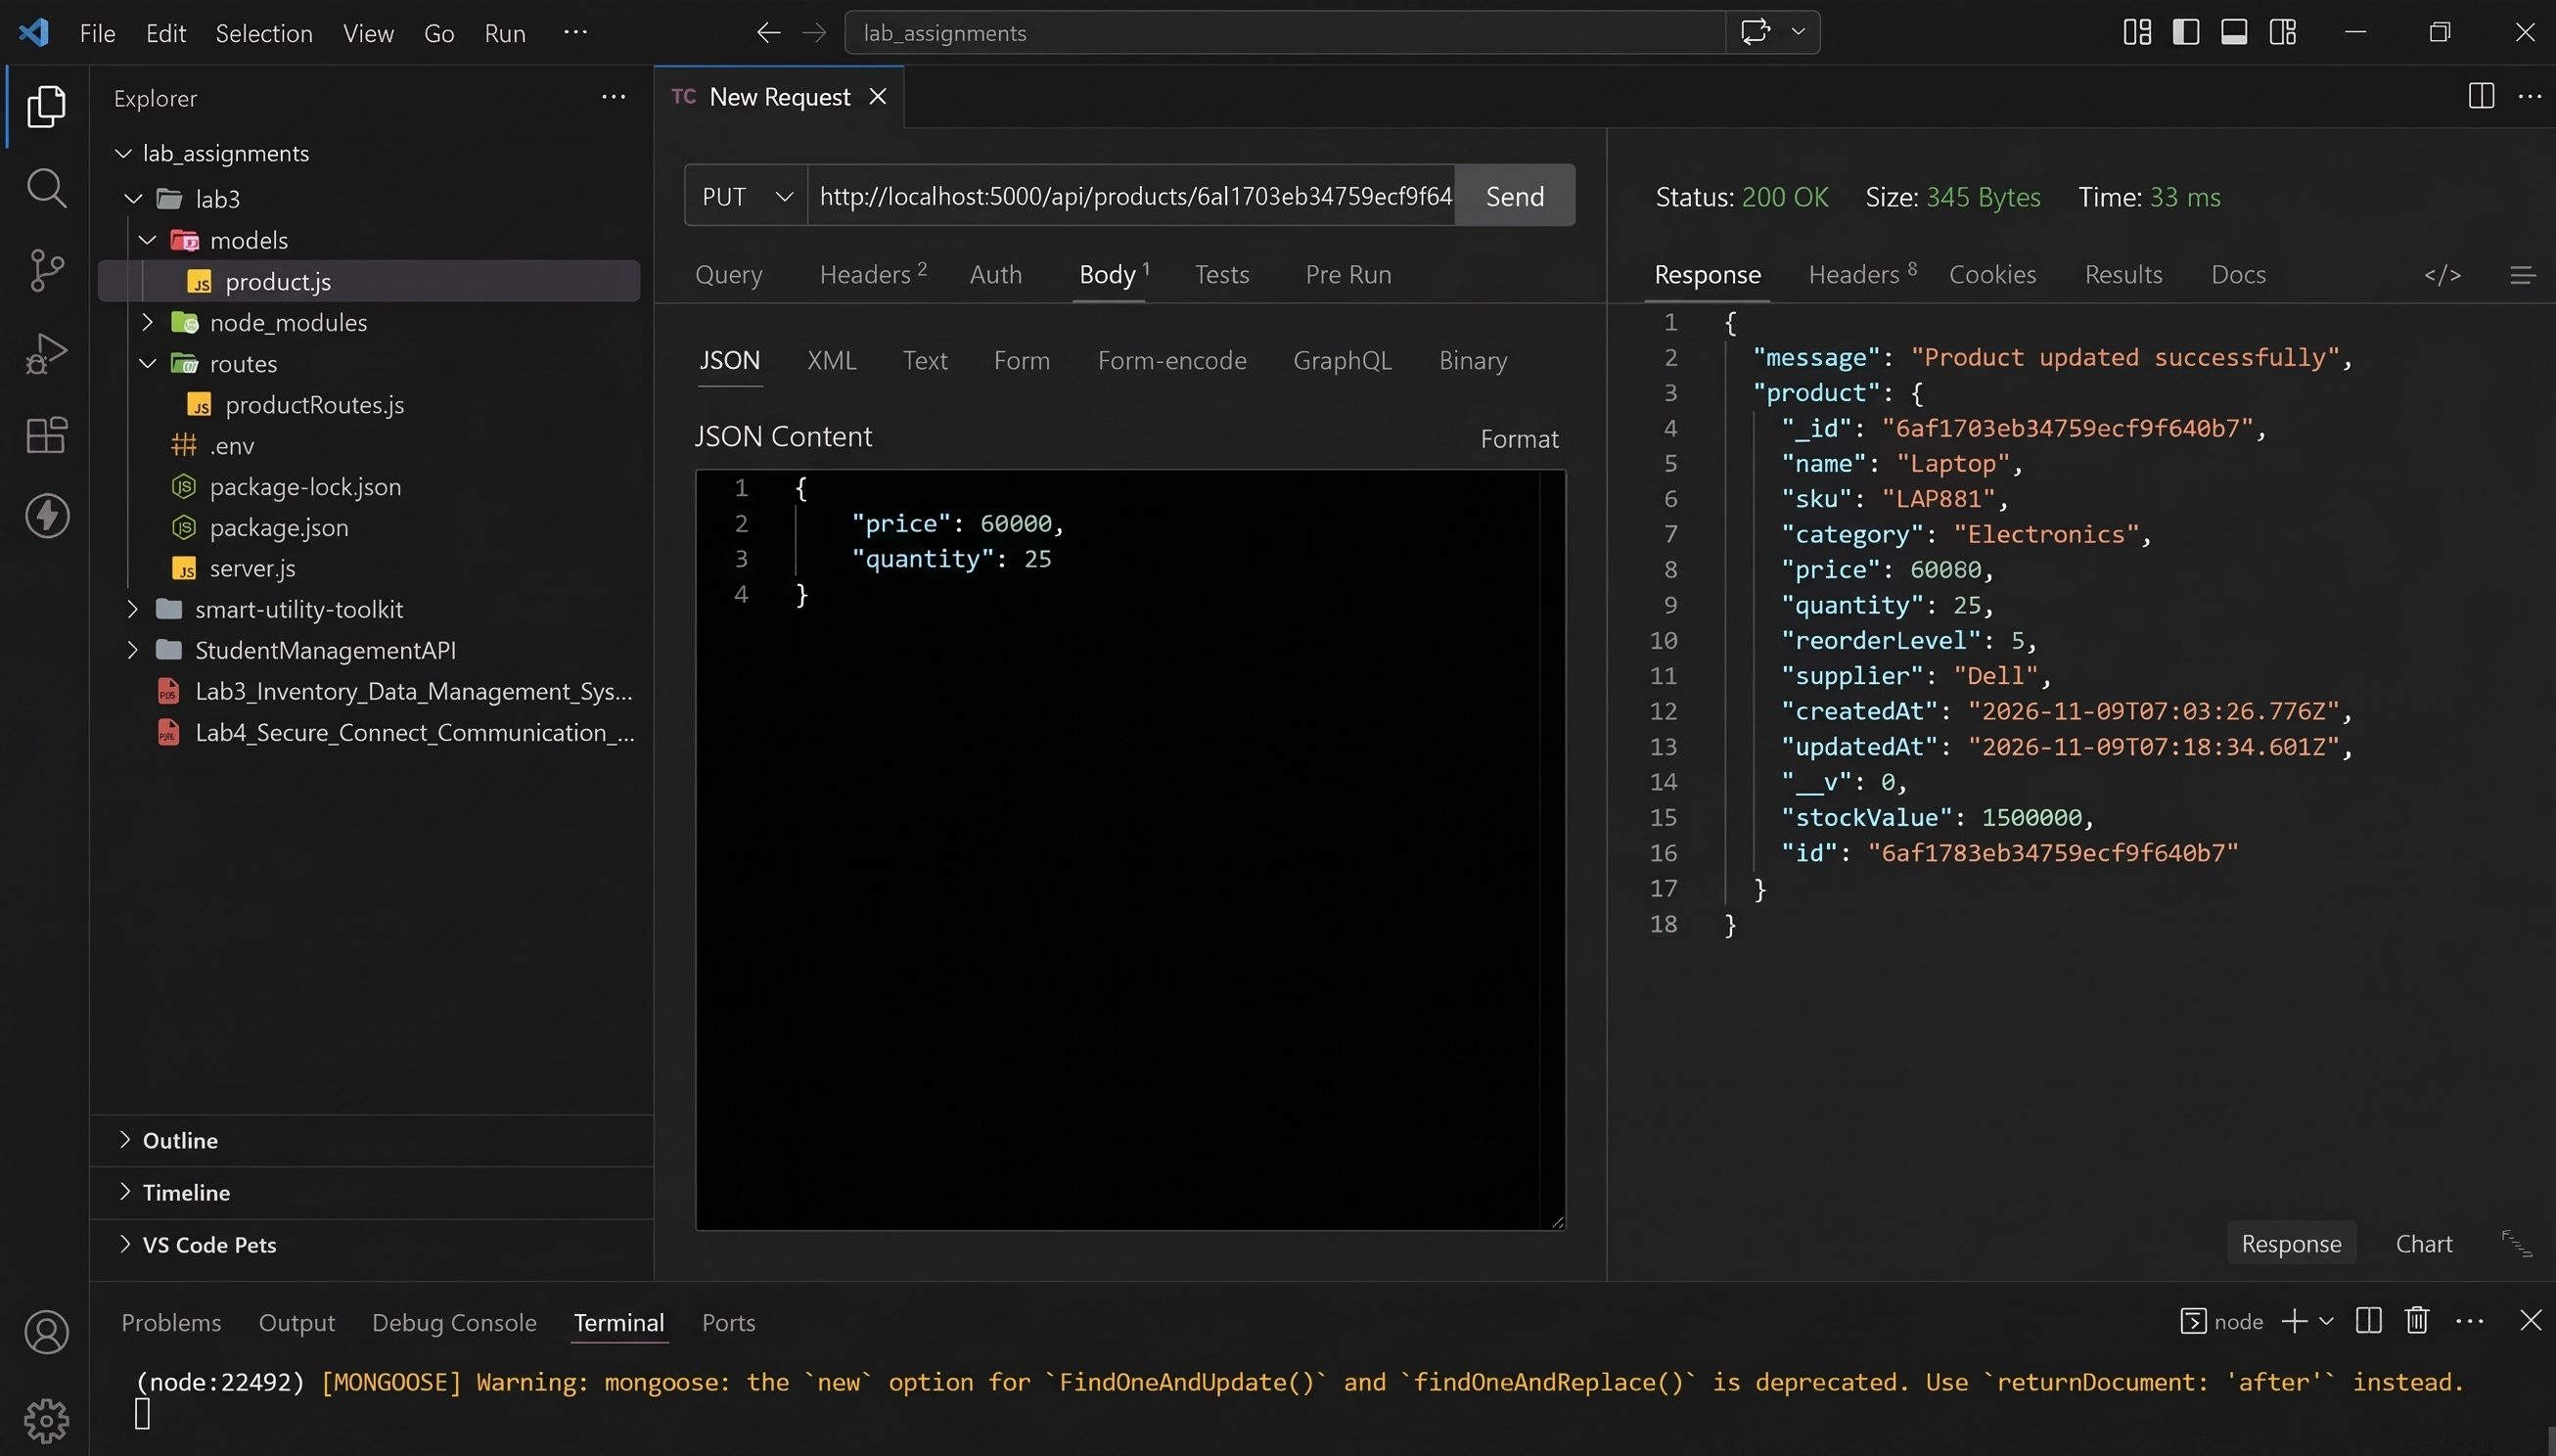 File Edit Selection View Go Run ...
lab_assignments
Explorer ...
lab_assignments
lab3
models
JS product.js
node_modules
routes
JS productRoutes.js
.env
JS package-lock.json
JS package.json
JS server.js
smart-utility-toolkit
StudentManagementAPI
Lab3_Inventory_Data_Management_Sys...
Lab4_Secure_Connect_Communication_...
Outline
Timeline
VS Code Pets
TC New Request
PUT http://localhost:5000/api/products/6al1703eb34759ecf9f64 Send
Query Headers 2 Auth Body 1 Tests Pre Run
JSON XML Text Form Form-encode GraphQL Binary
JSON Content Format
1 {
2 "price": 60000,
3 "quantity": 25
4 }
Status: 200 OK Size: 345 Bytes Time: 33 ms
Response Headers 8 Cookies Results Docs </>
1 {
2 "message": "Product updated successfully",
3 "product": {
4 "_id": "6af1703eb34759ecf9f640b7",
5 "name": "Laptop",
6 "sku": "LAP881",
7 "category": "Electronics",
8 "price": 60080,
9 "quantity": 25,
10 "reorderLevel": 5,
11 "supplier": "Dell",
12 "createdAt": "2026-11-09T07:03:26.776Z",
13 "updatedAt": "2026-11-09T07:18:34.601Z",
14 "__v": 0,
15 "stockValue": 1500000,
16 "id": "6af1783eb34759ecf9f640b7"
17 }
18 }
Response Chart
Problems Output Debug Console Terminal Ports
node
(node:22492) [MONGOOSE] Warning: mongoose: the `new` option for `FindOneAndUpdate()` and `findOneAndReplace()` is deprecated. Use `returnDocument: 'after'` instead.